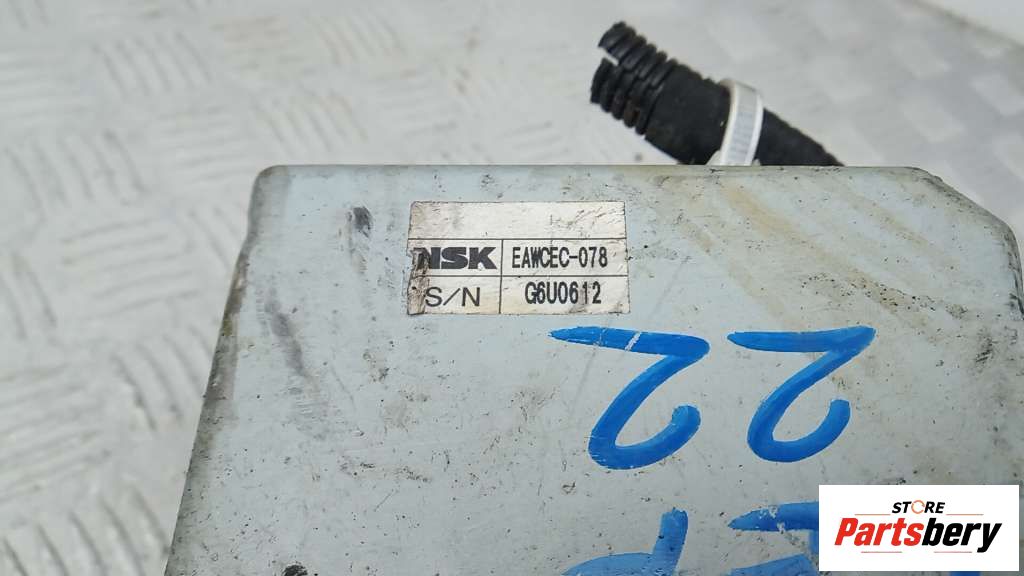 NSK EAWCEC-078
S/N G6U0612
22
STORE
Partsbery